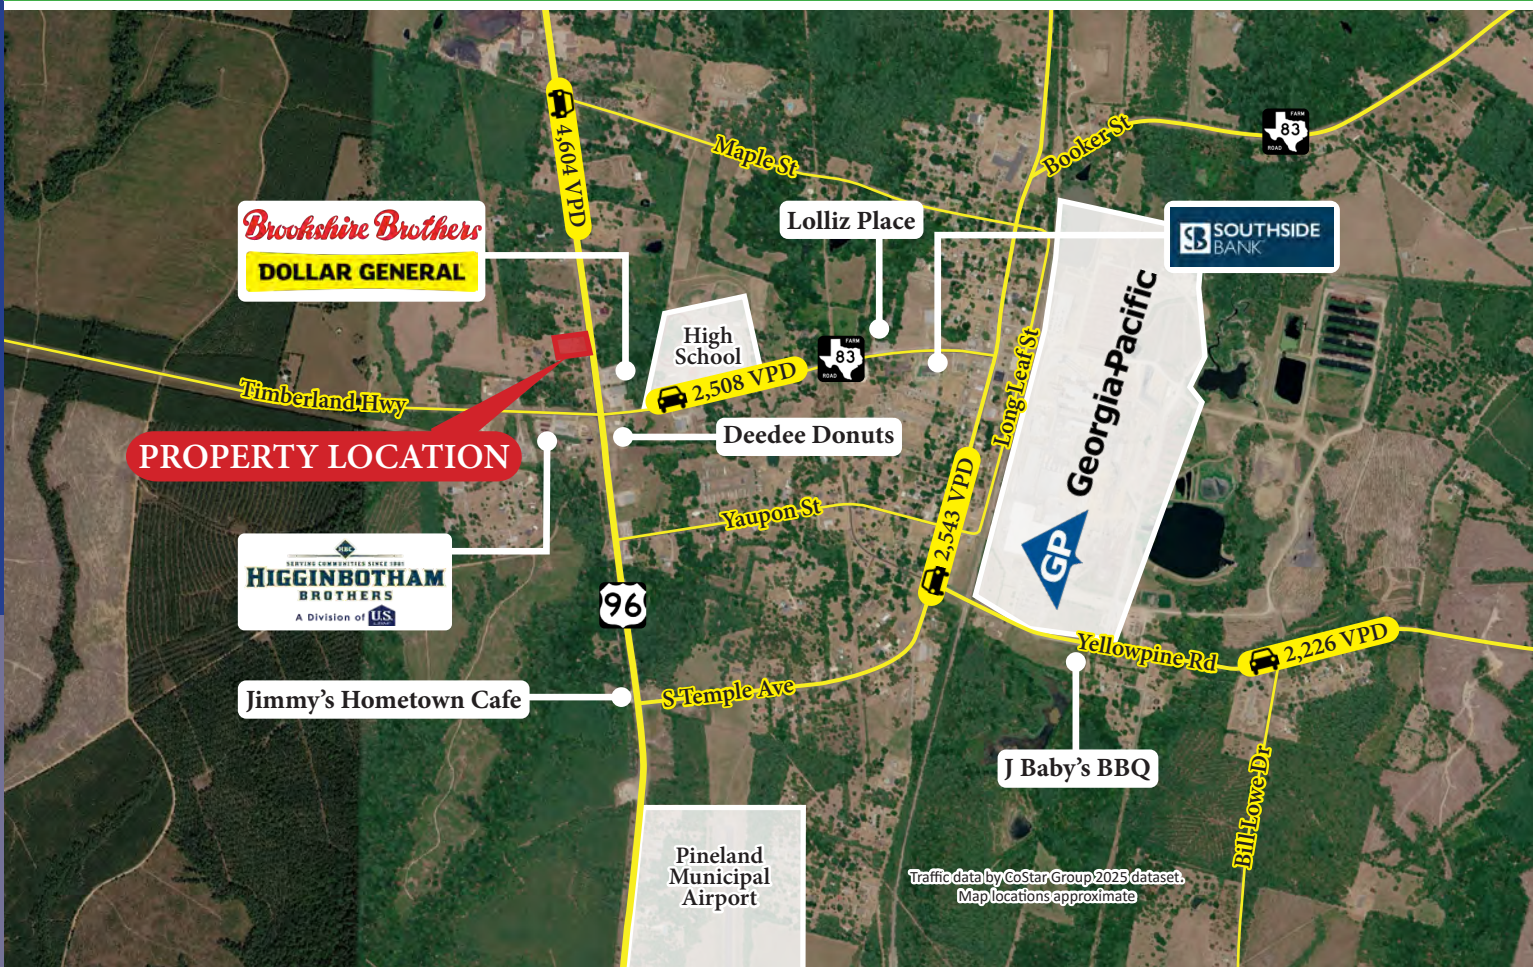 4,604 VPD
Maple St
Booker St
FARM
83
ROAD
Brookshire Brothers
DOLLAR GENERAL
Lolliz Place
SOUTHSIDE
BANK
High
School
2,508 VPD
FARM
83
ROAD
Long Leaf St
Georgia-Pacific
GP
Timberland Hwy
PROPERTY LOCATION
Deedee Donuts
Yaupon St
2,543 VPD
HBC
SERVING COMMUNITIES SINCE 1881
HIGGINBOTHAM
BROTHERS
A Division of U.S.
96
Yellowpine Rd
2,226 VPD
Jimmy's Hometown Cafe
S Temple Ave
J Baby's BBQ
Bill Lowe Dr
Pineland
Municipal
Airport
Traffic data by CoStar Group 2025 dataset.
Map locations approximate